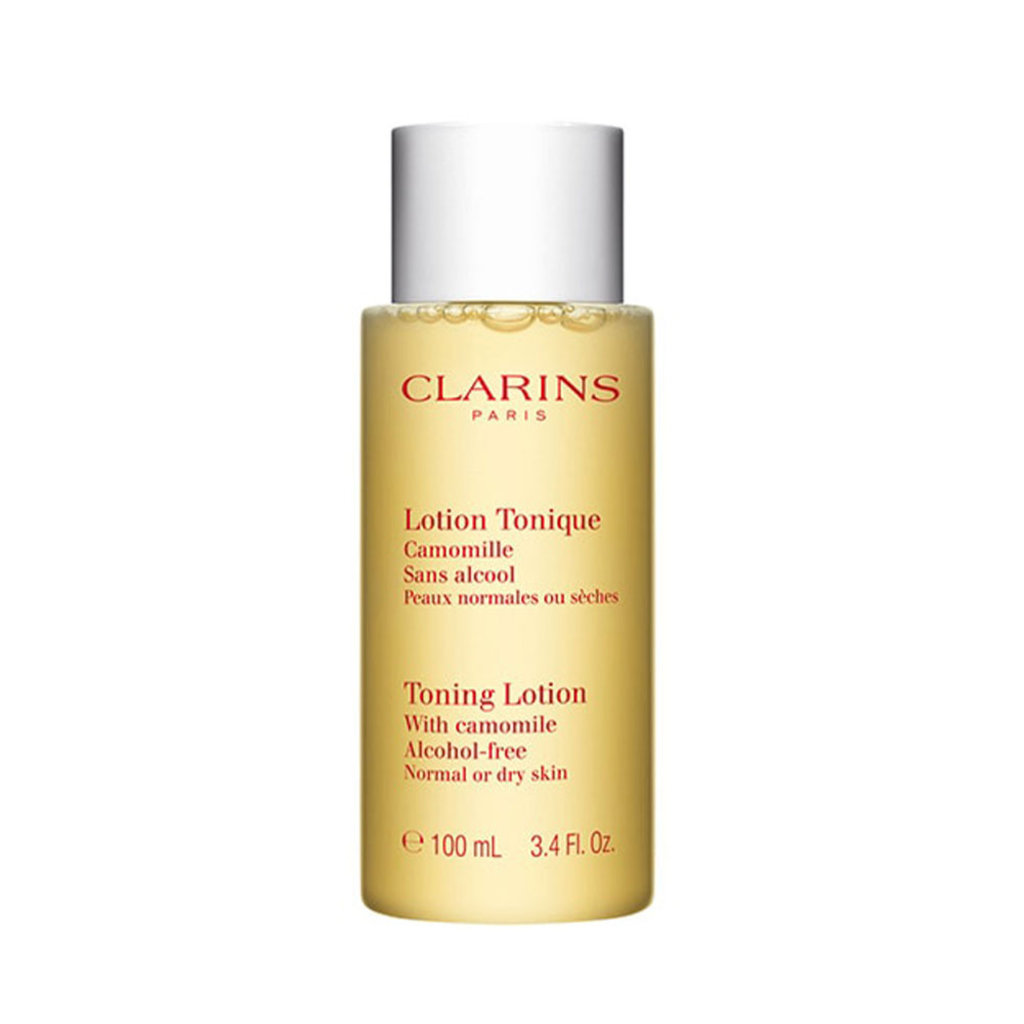 CLARINS
PARIS
Lotion Tonique
Camomille
Sans alcool
Peaux normales ou sèches
Toning Lotion
With camomile
Alcohol-free
Normal or dry skin
℮ 100 mL 3.4 Fl. Oz.